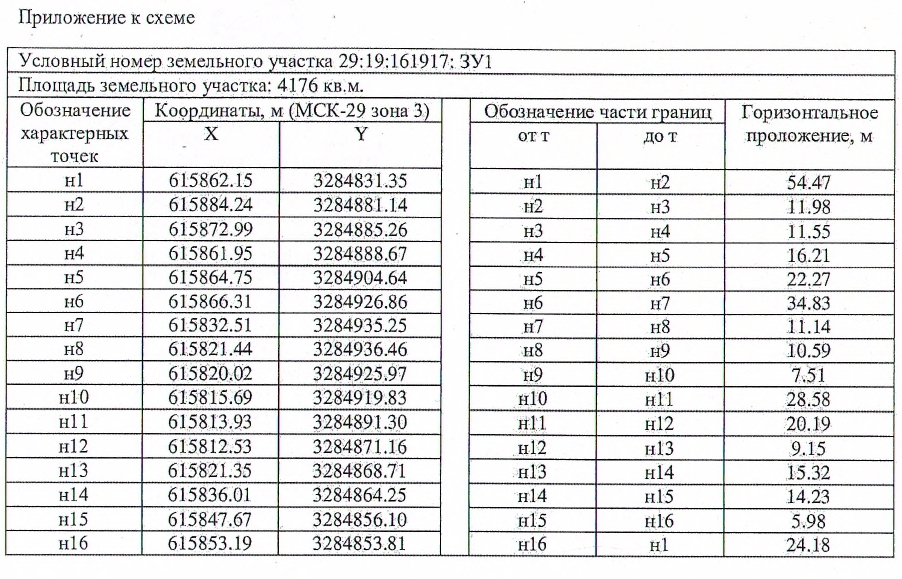 Приложение к схеме
Условный номер земельного участка 29:19:161917: ЗУ1
Площадь земельного участка: 4176 кв.м.
Обозначение характерных точек Координаты, м (МСК-29 зона 3) Обозначение части границ Горизонтальное проложение, м
X Y от т до т
н1 615862.15 3284831.35 н1 н2 54.47
н2 615884.24 3284881.14 н2 н3 11.98
н3 615872.99 3284885.26 н3 н4 11.55
н4 615861.95 3284888.67 н4 н5 16.21
н5 615864.75 3284904.64 н5 н6 22.27
н6 615866.31 3284926.86 н6 н7 34.83
н7 615832.51 3284935.25 н7 н8 11.14
н8 615821.44 3284936.46 н8 н9 10.59
н9 615820.02 3284925.97 н9 н10 7.51
н10 615815.69 3284919.83 н10 н11 28.58
н11 615813.93 3284891.30 н11 н12 20.19
н12 615812.53 3284871.16 н12 н13 9.15
н13 615821.35 3284868.71 н13 н14 15.32
н14 615836.01 3284864.25 н14 н15 14.23
н15 615847.67 3284856.10 н15 н16 5.98
н16 615853.19 3284853.81 н16 н1 24.18